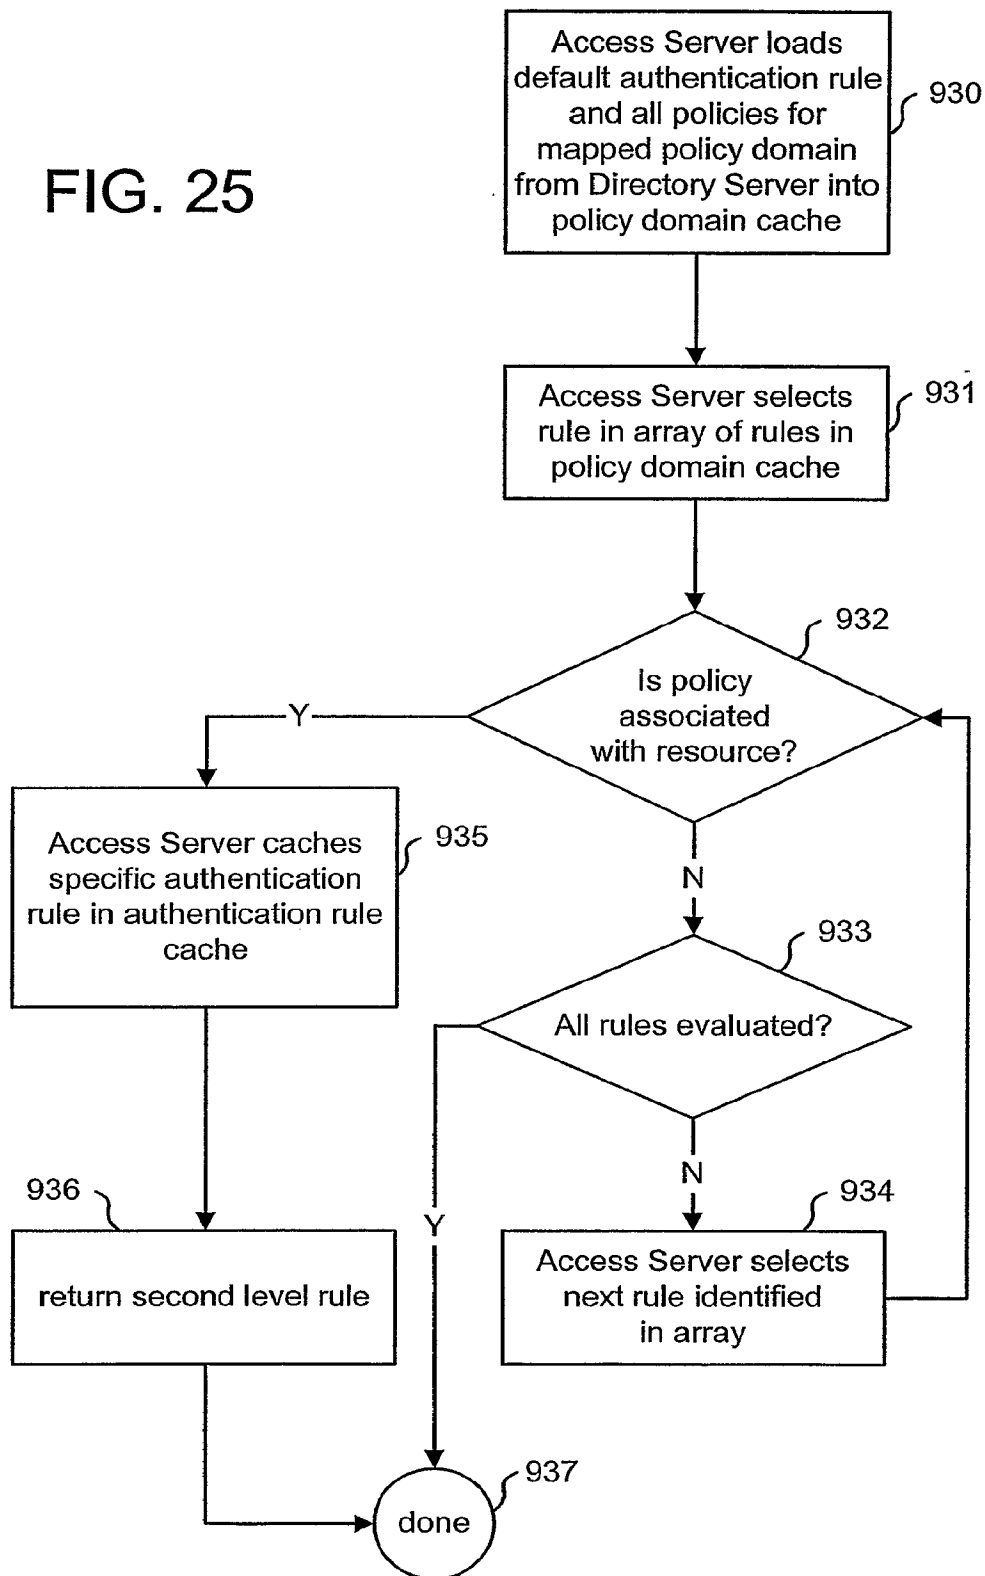 FIG. 25
Access Server loads
default authentication rule
and all policies for
mapped policy domain
from Directory Server into
policy domain cache
930
Access Server selects
rule in array of rules in
policy domain cache
931
932
Is policy
associated
with resource?
Y
N
Access Server caches
specific authentication
rule in authentication rule
cache
935
933
All rules evaluated?
Y
N
936
return second level rule
934
Access Server selects
next rule identified
in array
937
done